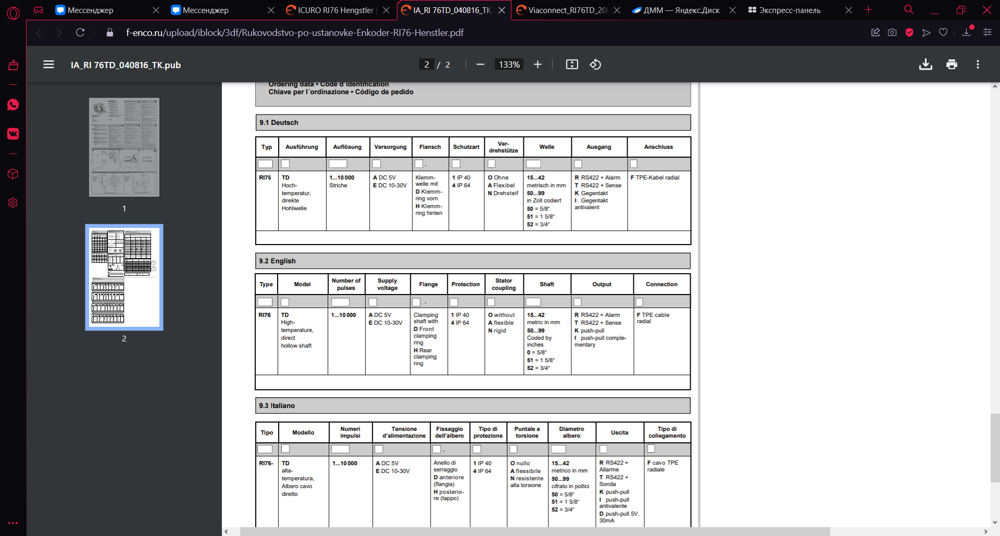 Мессенджер
Мессенджер
ICURO RI76 Hengstler |
IA_RI 76TD_040816_TK.
Viaconnect_RI76TD_200
ДММ — Яндекс.Диск
Экспресс-панель
f-enco.ru/upload/iblock/3df/Rukovodstvo-po-ustanovke-Enkoder-RI76-Henstler.pdf
IA_RI 76TD_040816_TK.pub
2 / 2
133%
1
2
Ordering data • Code d´identification
Chiave per l´ordinazione • Código de pedido
9.1 Deutsch
Typ Ausführung Auflösung Versorgung Flansch Schutzart Ver-drehstütze Welle Ausgang Anschluss
RI76
TD
Hoch-
temperatur,
direkte
Hohlwelle
1...10 000
Striche
A DC 5V
E DC 10-30V
Klemm-
welle mit
D Klemm-
ring vorn
H Klemm-
ring hinten
1 IP 40
4 IP 64
O Ohne
A Flexibel
N Drehsteif
15...42
metrisch in mm
50...99
in Zoll codiert
50 = 5/8"
51 = 1 5/8"
52 = 3/4"
R RS422 + Alarm
T RS422 + Sense
K Gegentakt
I Gegentakt
antivalent
F TPE-Kabel radial
9.2 English
Type Model Number of pulses Supply voltage Flange Protection Stator coupling Shaft Output Connection
.
RI76
TD
High-
temperature,
direct
hollow shaft
1...10 000
A DC 5V
E DC 10-30V
Clamping
shaft with
D Front
clamping
ring
H Rear
clamping
ring
1 IP 40
4 IP 64
O without
A flexible
N rigid
15...42
metric in mm
50...99
Coded by
inches
0 = 5/8"
51 = 1 5/8"
52 = 3/4"
R RS422 + Alarm
T RS422 + Sense
K push-pull
I push-pull comple-
mentary
F TPE cable
radial
9.3 Italiano
Tipo Modello Numeri impulsi Tensione d'alimentazione Fissaggio dell'albero Tipo di protezione Puntale a torsione Diametro albero Uscita Tipo di collegamento
.
RI76-
TD
alta-
temperatura,
Albero cavo
diretto
1...10 000
A DC 5V
E DC 10-30V
Anello di
serraggio
D anteriore
(flangia)
H posterio-
re (tappo)
1 IP 40
4 IP 64
O nullo
A flessibile
N resistente
alla torsione
15...42
metrico in mm
50...99
cifrato in pollici
50 = 5/8"
51 = 1 5/8"
52 = 3/4"
R RS422 +
Allarme
T RS422 +
Sonda
K push-pull
I push-pull
antivalente
D push-pull 5V,
30mA
F cavo TPE
radiale